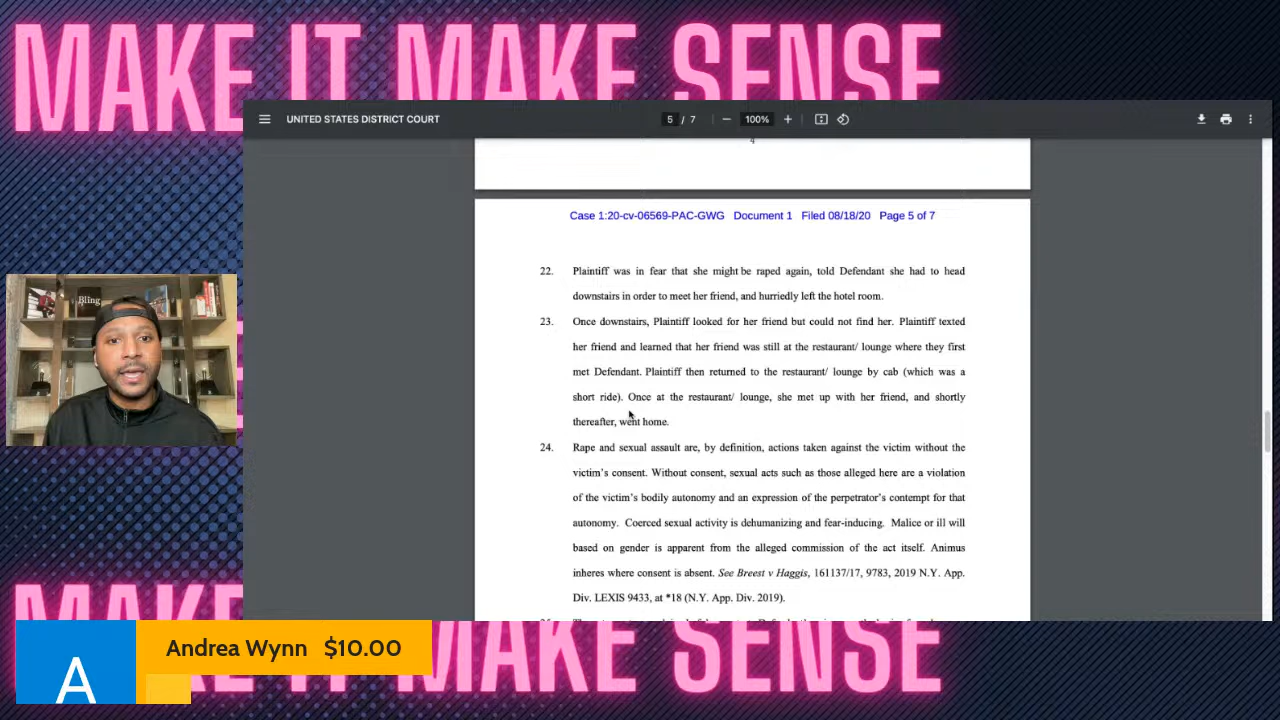 MAKE IT MAKE SENSE
UNITED STATES DISTRICT COURT
5 / 7
100%
4
Case 1:20-cv-06569-PAC-GWG Document 1 Filed 08/18/20 Page 5 of 7
22. Plaintiff was in fear that she might be raped again, told Defendant she had to head
downstairs in order to meet her friend, and hurriedly left the hotel room.
23. Once downstairs, Plaintiff looked for her friend but could not find her. Plaintiff texted
her friend and learned that her friend was still at the restaurant/ lounge where they first
met Defendant. Plaintiff then returned to the restaurant/ lounge by cab (which was a
short ride). Once at the restaurant/ lounge, she met up with her friend, and shortly
thereafter, went home.
24. Rape and sexual assault are, by definition, actions taken against the victim without the
victim's consent. Without consent, sexual acts such as those alleged here are a violation
of the victim's bodily autonomy and an expression of the perpetrator's contempt for that
autonomy. Coerced sexual activity is dehumanizing and fear-inducing. Malice or ill will
based on gender is apparent from the alleged commission of the act itself. Animus
inheres where consent is absent. See Breest v Haggis, 161137/17, 9783, 2019 N.Y. App.
Div. LEXIS 9433, at *18 (N.Y. App. Div. 2019).
Bling
MAKE IT MAKE SENSE
A
Andrea Wynn $10.00